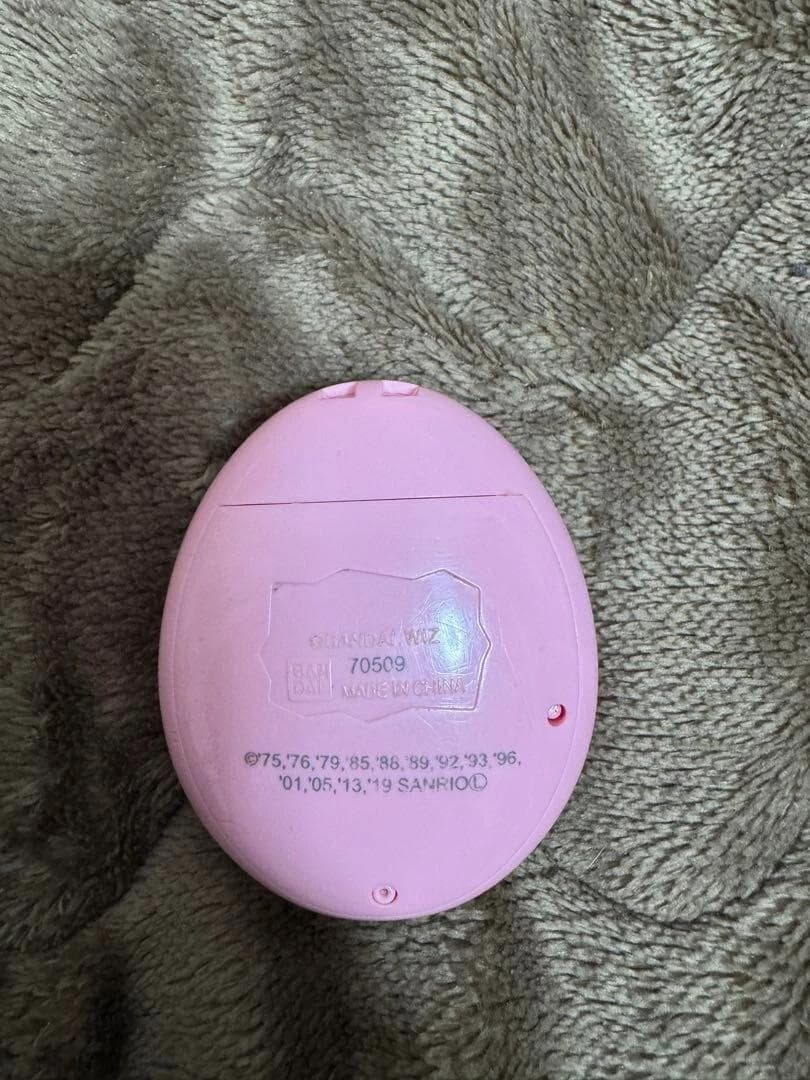 ©BANDAI, WIZ
70509
BAN
DAI
MADE IN CHINA
©'75,'76,'79,'85,'88,'89,'92,'93,'96,
'01,'05,'13,'19 SANRIOⓁ